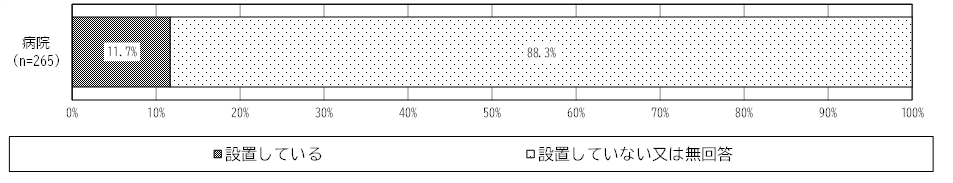 病院
(n=265)
11.7%
88.3%
0% 10% 20% 30% 40% 50% 60% 70% 80% 90% 100%
設置している 設置していない又は無回答